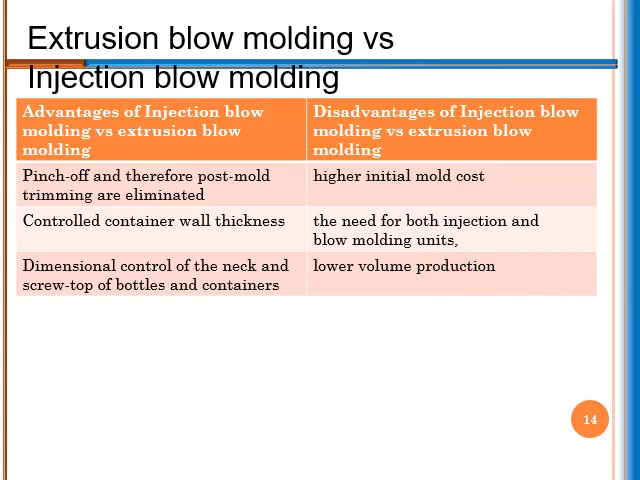 Extrusion blow molding vs
Injection blow molding
Advantages of Injection blow
molding vs extrusion blow
molding
Disadvantages of Injection blow
molding vs extrusion blow
molding
Pinch-off and therefore post-mold
trimming are eliminated
higher initial mold cost
Controlled container wall thickness
the need for both injection and
blow molding units,
Dimensional control of the neck and
screw-top of bottles and containers
lower volume production
14